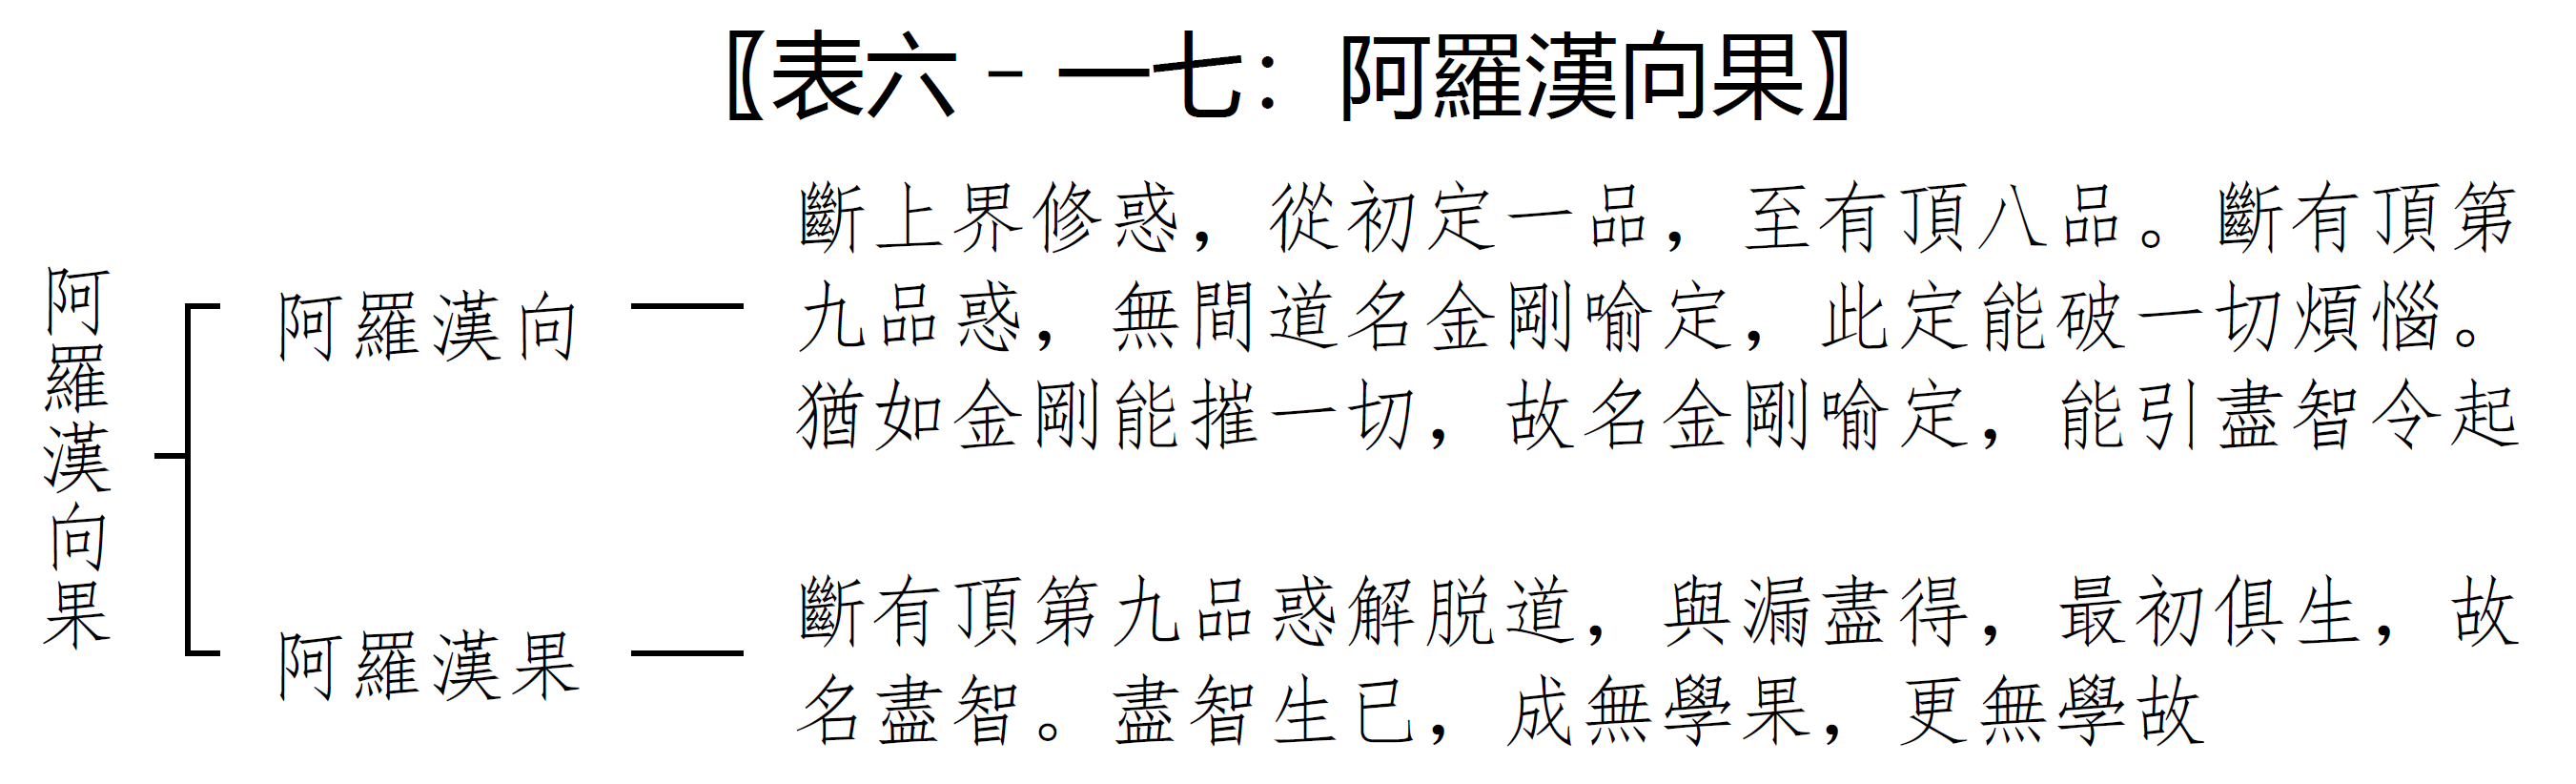 〖表六–一七：阿羅漢向果〗
阿羅漢向果
阿羅漢向
斷上界修惑，從初定一品，至有頂八品。斷有頂第
九品惑，無間道名金剛喻定，此定能破一切煩惱。
猶如金剛能摧一切，故名金剛喻定，能引盡智令起
阿羅漢果
斷有頂第九品惑解脱道，與漏盡得，最初俱生，故
名盡智。盡智生已，成無學果，更無學故